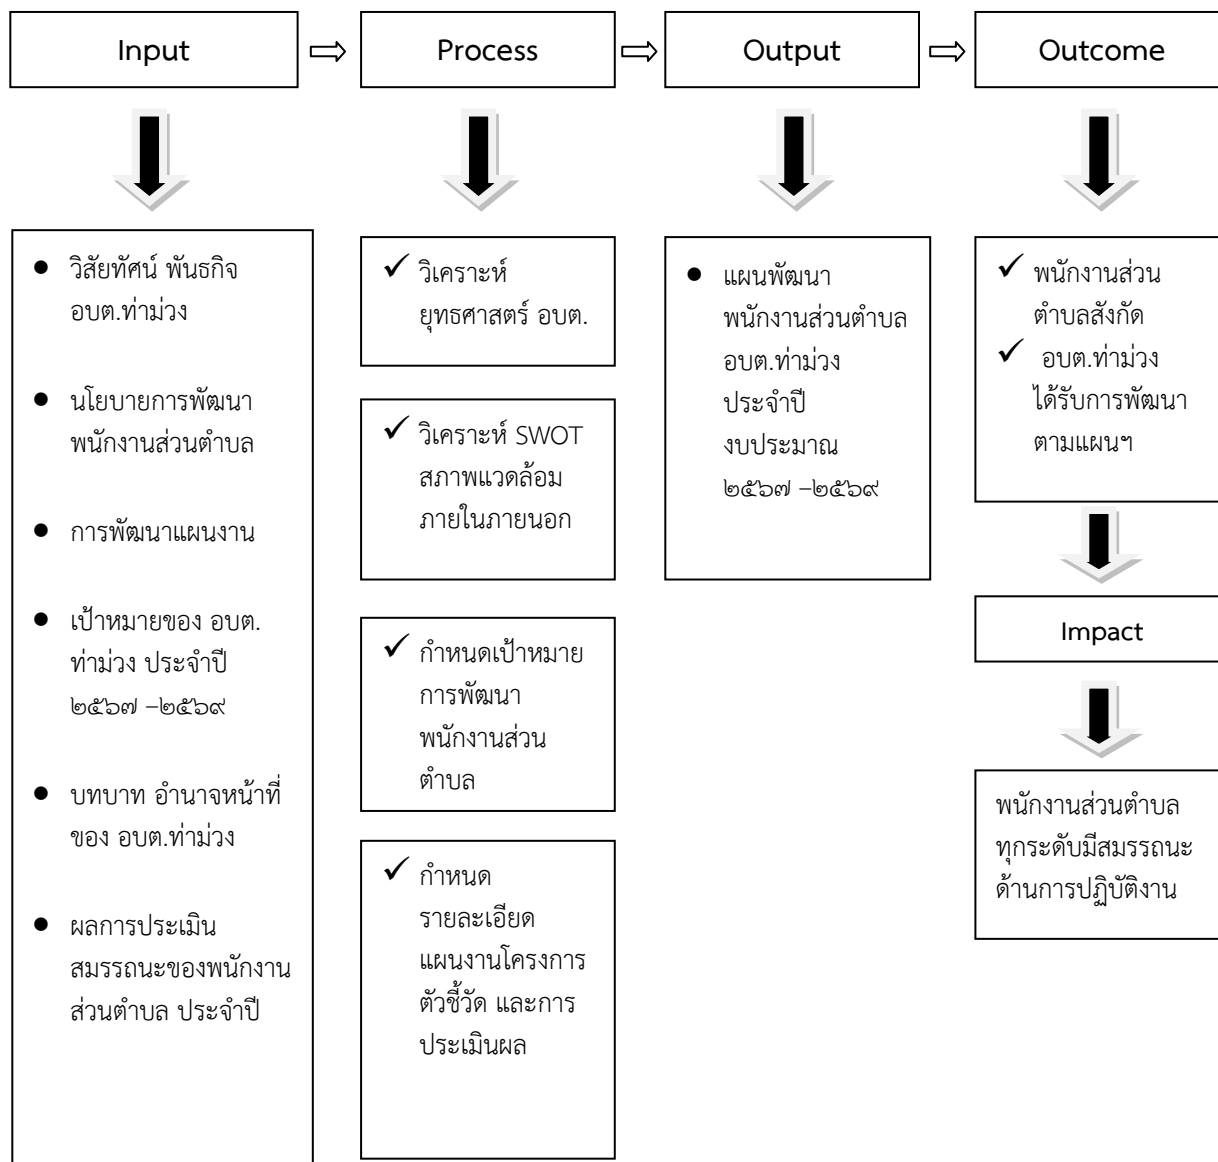 Input
Process
Output
Outcome
● วิสัยทัศน์ พันธกิจ
อบต.ท่าม่วง
● นโยบายการพัฒนา
พนักงานส่วนตำบล
● การพัฒนาแผนงาน
● เป้าหมายของ อบต.
ท่าม่วง ประจำปี
๒๕๖๗ –๒๕๖๙
● บทบาท อำนาจหน้าที่
ของ อบต.ท่าม่วง
● ผลการประเมิน
สมรรถนะของพนักงาน
ส่วนตำบล ประจำปี
✓ วิเคราะห์
ยุทธศาสตร์ อบต.
✓ วิเคราะห์ SWOT
สภาพแวดล้อม
ภายในภายนอก
✓ กำหนดเป้าหมาย
การพัฒนา
พนักงานส่วน
ตำบล
✓ กำหนด
รายละเอียด
แผนงานโครงการ
ตัวชี้วัด และการ
ประเมินผล
● แผนพัฒนา
พนักงานส่วนตำบล
อบต.ท่าม่วง
ประจำปี
งบประมาณ
๒๕๖๗ –๒๕๖๙
✓ พนักงานส่วน
ตำบลสังกัด
✓ อบต.ท่าม่วง
ได้รับการพัฒนา
ตามแผนฯ
Impact
พนักงานส่วนตำบล
ทุกระดับมีสมรรถนะ
ด้านการปฏิบัติงาน